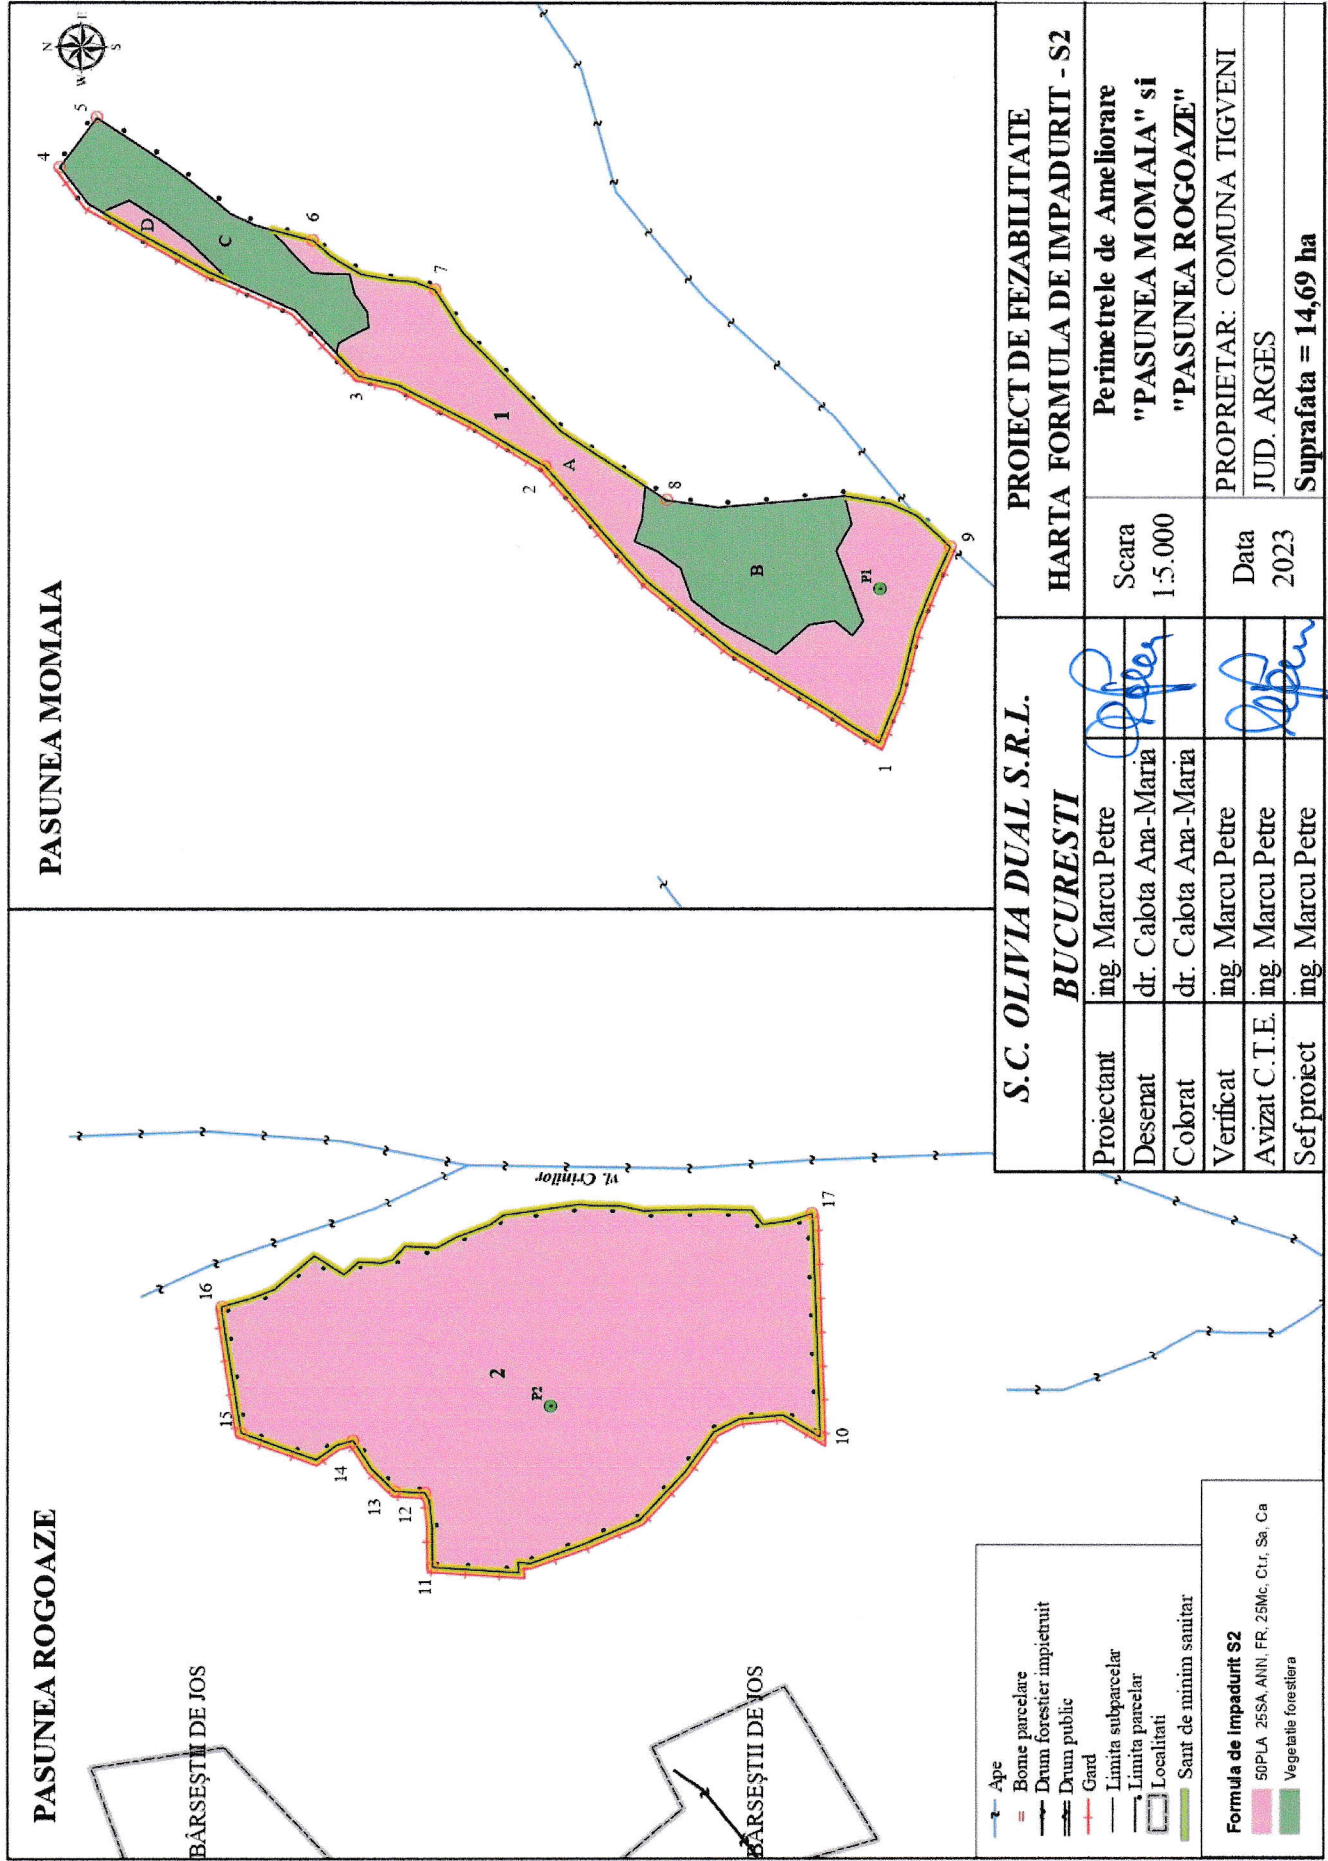 PASUNEA ROGOAZE
BÂRSEȘTII DE JOS
BÂRSEȘTII DE JOS
11
12
13
14
15
16
17
10
2
P2
vl. Crinilor
PASUNEA MOMAIA
N
E
S
W
1
2
3
4
5
6
7
8
9
1
A
B
C
D
P1
Ape
Borne parcelare
Drum forestier impietruit
Drum public
Gard
Limita subparcelar
Limita parcelar
Localitati
Sant de minim sanitar
Formula de impadurit S2
50PLA, 25SA, ANN, FR, 25Mc, Ct.r, Sa, Ca
Vegetatie forestiera
S.C. OLIVIA DUAL S.R.L.
BUCURESTI
Proiectant ing. Marcu Petre
Desenat dr. Calota Ana-Maria
Colorat dr. Calota Ana-Maria
Verificat ing. Marcu Petre
Avizat C.T.E. ing. Marcu Petre
Sef proiect ing. Marcu Petre
PROIECT DE FEZABILITATE
HARTA FORMULA DE IMPADURIT - S2
Scara
1:5.000
Perimetrele de Ameliorare
"PASUNEA MOMAIA" si
"PASUNEA ROGOAZE"
Data
2023
PROPRIETAR: COMUNA TIGVENI
JUD. ARGES
Suprafata = 14,69 ha